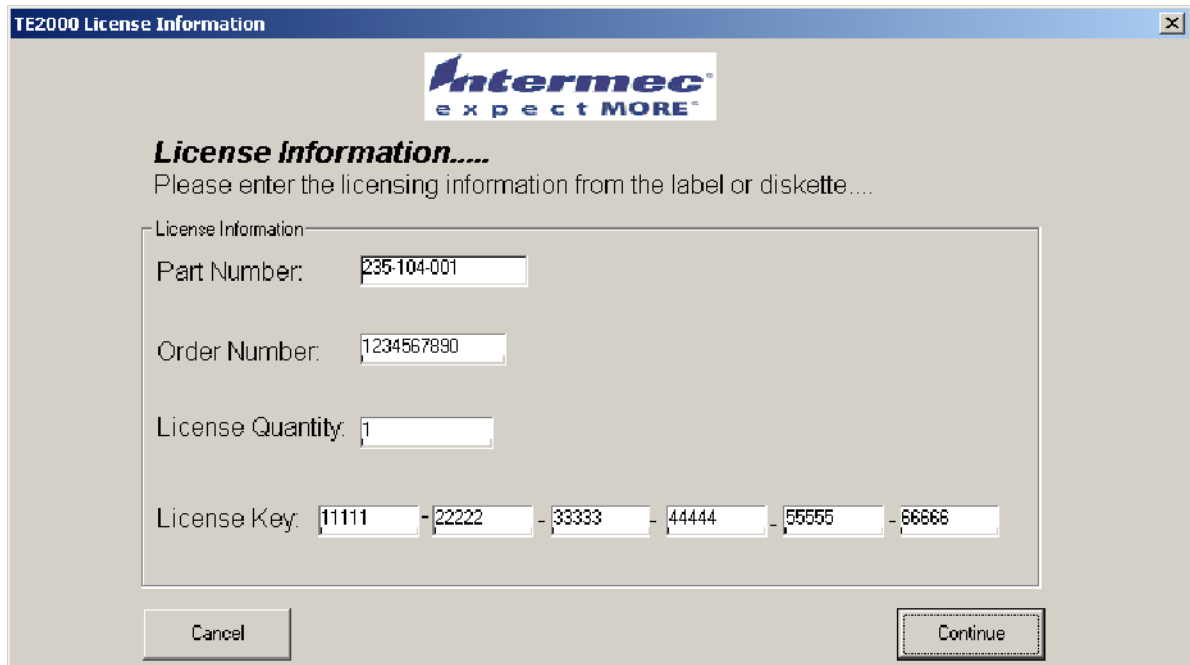 TE2000 License Information
Intermec®
expect MORE®
License Information.....
Please enter the licensing information from the label or diskette....
License Information
Part Number: 235-104-001
Order Number: 1234567890
License Quantity: 1
License Key: 11111 - 22222 - 33333 - 44444 - 55555 - 66666
Cancel Continue